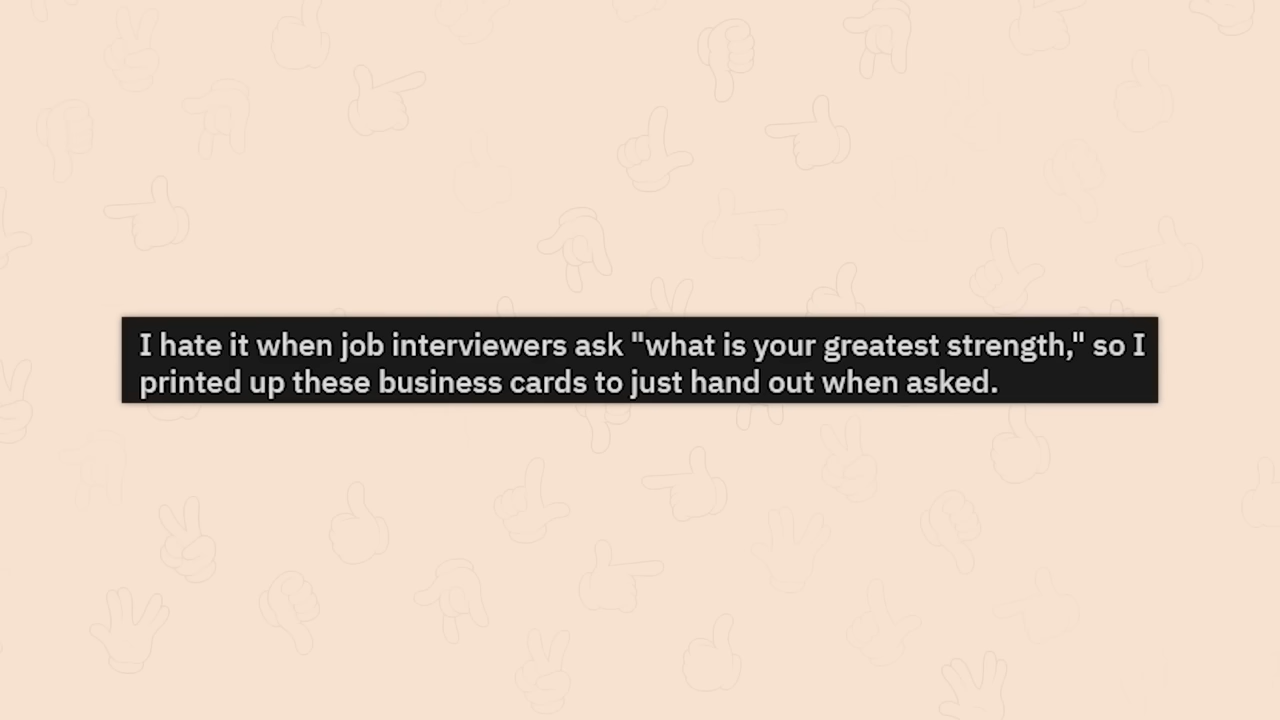 I hate it when job interviewers ask "what is your greatest strength," so I
printed up these business cards to just hand out when asked.